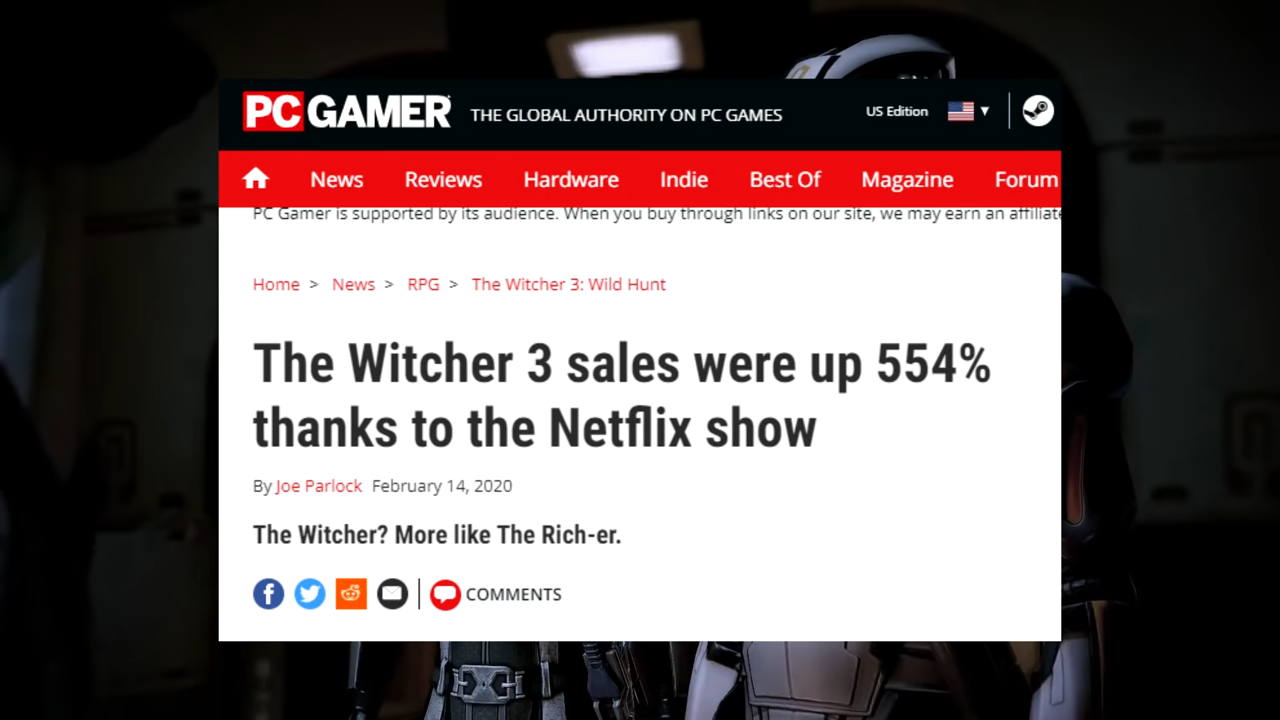 PC GAMER THE GLOBAL AUTHORITY ON PC GAMES US Edition
News Reviews Hardware Indie Best Of Magazine Forum
PC Gamer is supported by its audience. When you buy through links on our site, we may earn an affiliate
Home > News > RPG > The Witcher 3: Wild Hunt
The Witcher 3 sales were up 554%
thanks to the Netflix show
By Joe Parlock February 14, 2020
The Witcher? More like The Rich-er.
COMMENTS